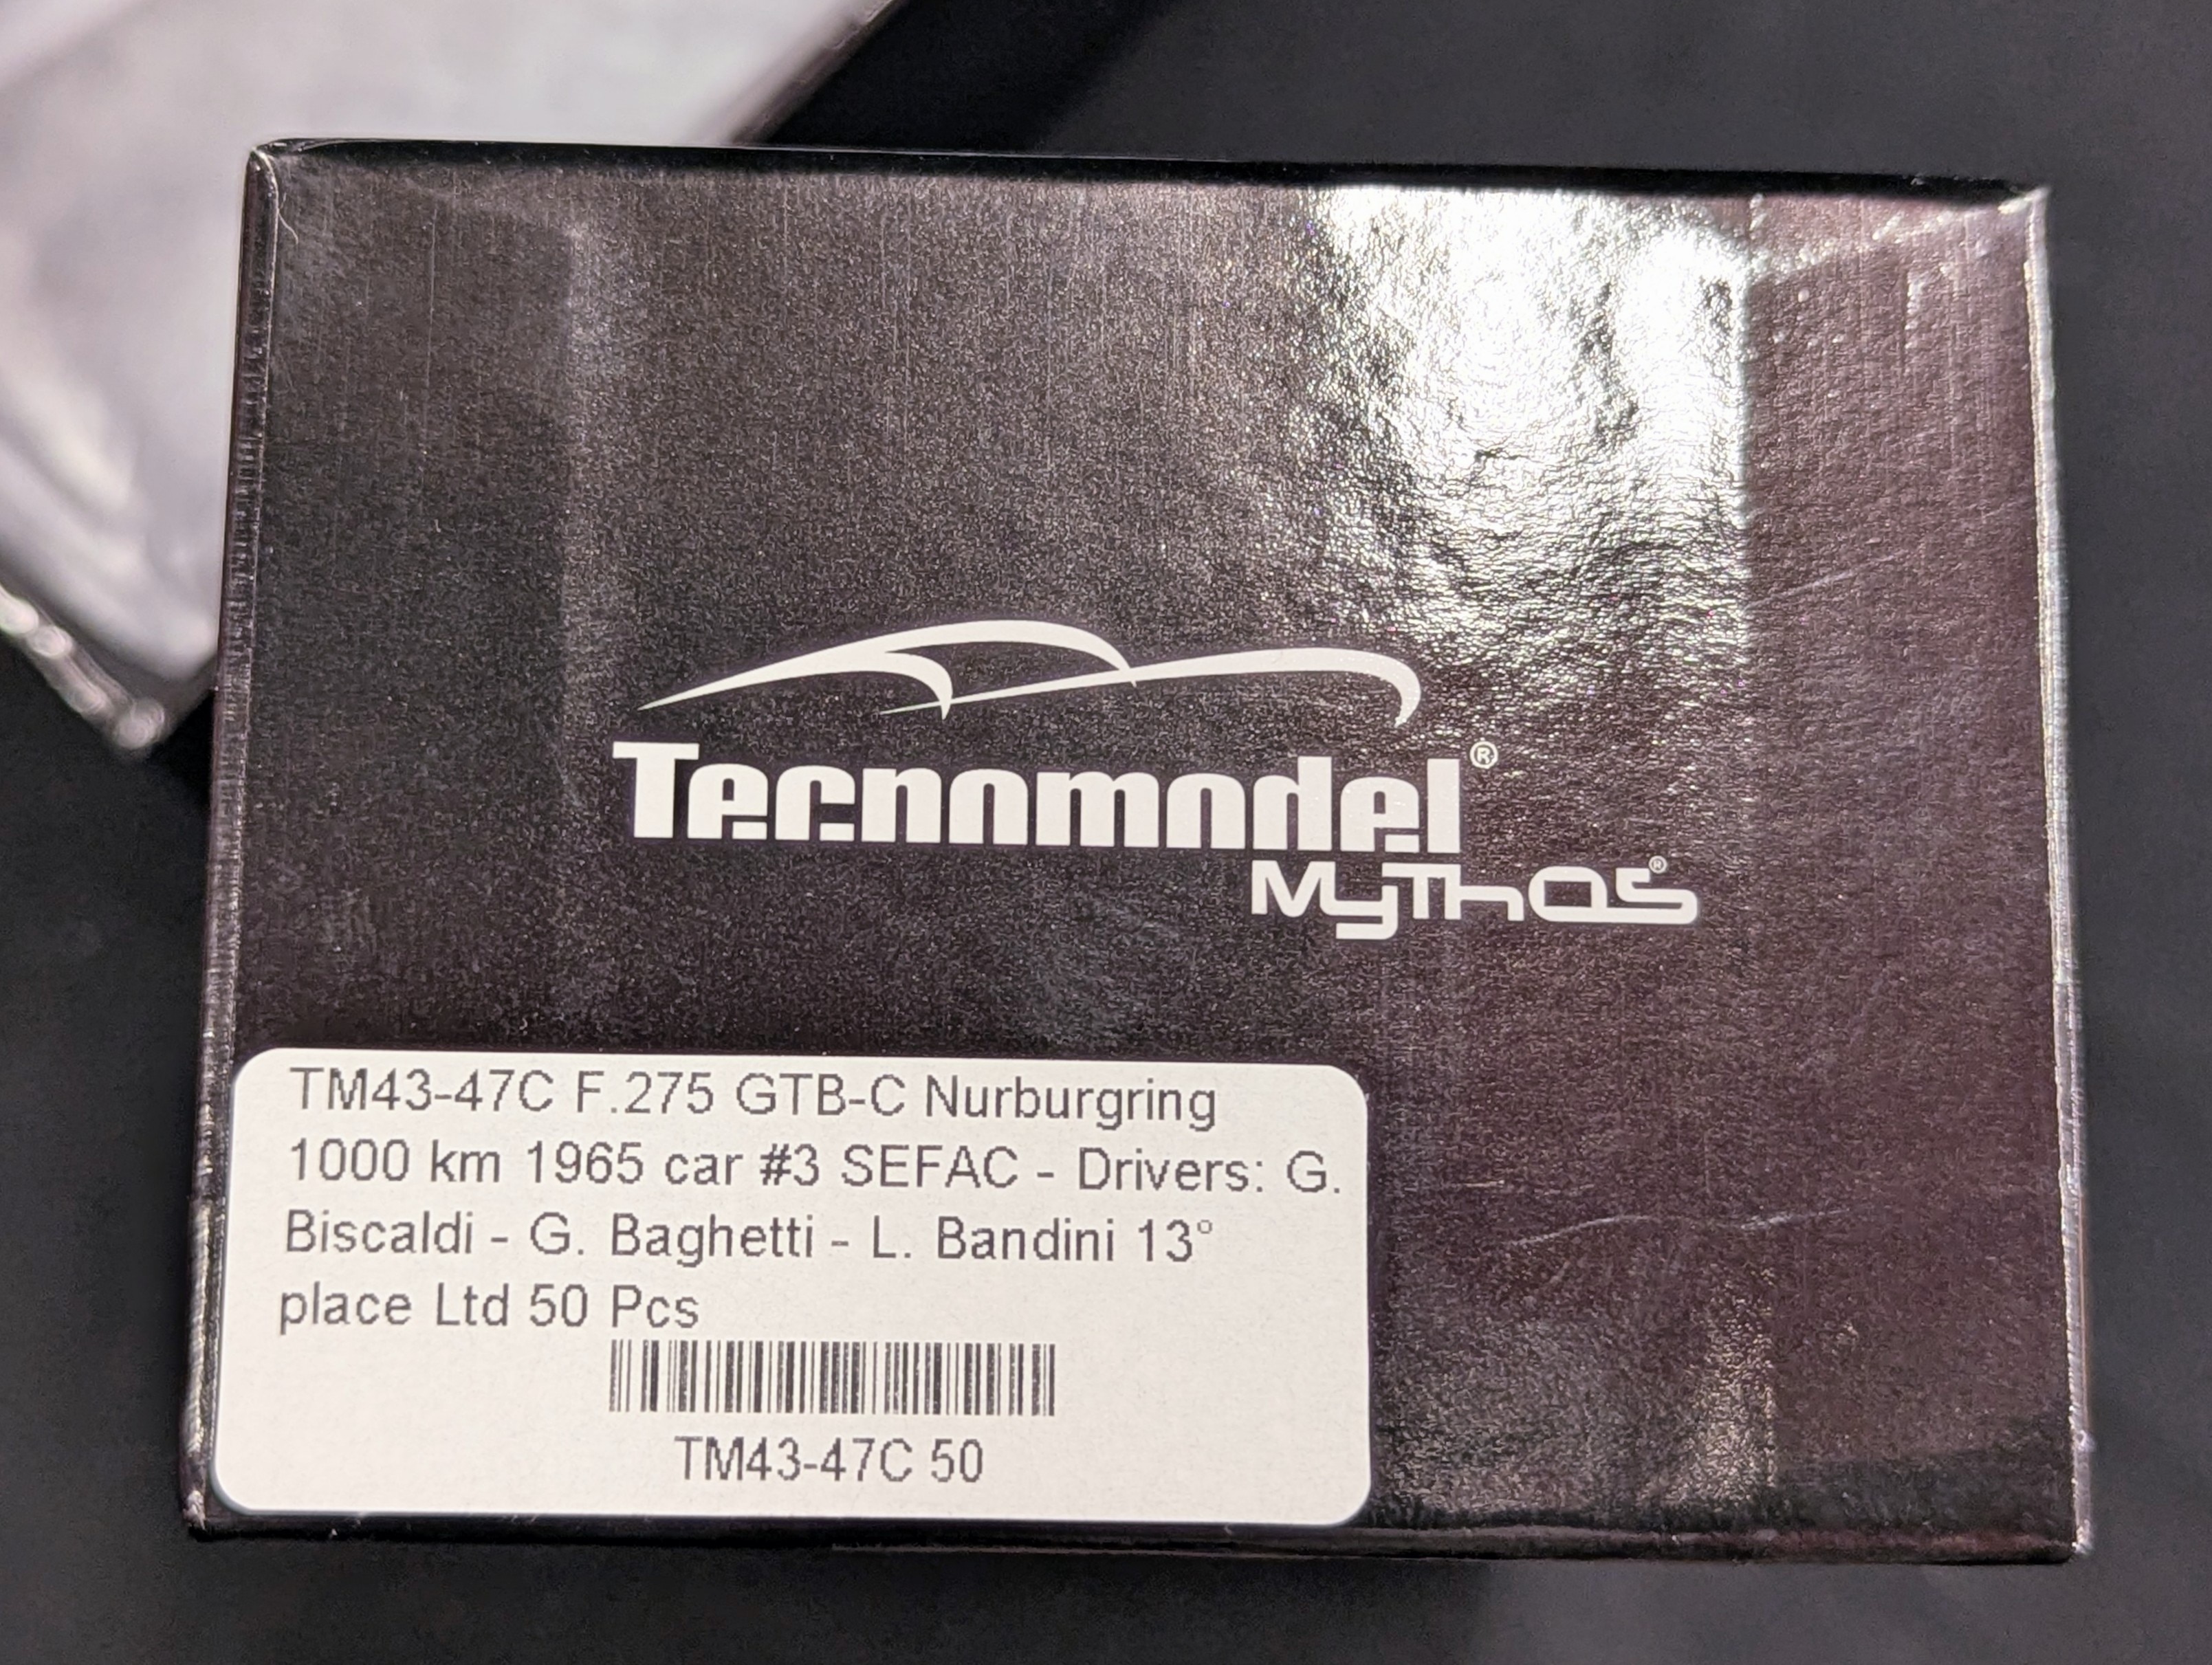 Tecnomodel®
Mythos®
TM43-47C F.275 GTB-C Nurburgring
1000 km 1965 car #3 SEFAC - Drivers: G.
Biscaldi - G. Baghetti - L. Bandini 13°
place Ltd 50 Pcs
TM43-47C 50